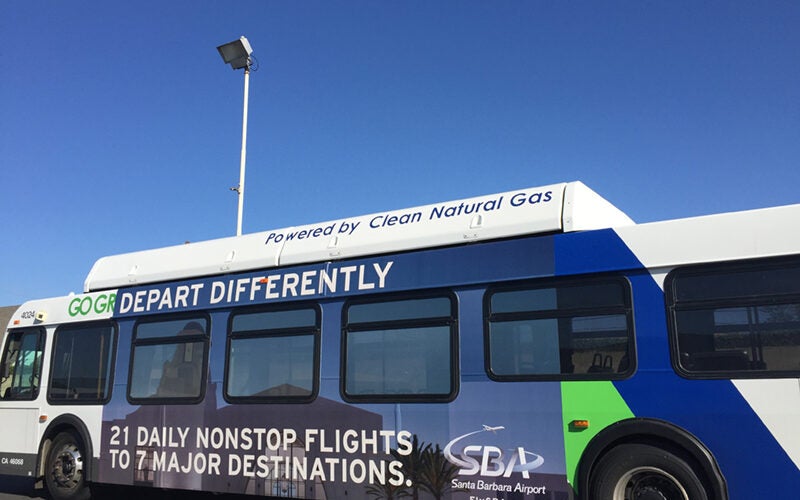 Powered by Clean Natural Gas
GO GR
DEPART DIFFERENTLY
4024
21 DAILY NONSTOP FLIGHTS
TO 7 MAJOR DESTINATIONS.
SBA
Santa Barbara Airport
CA 46066